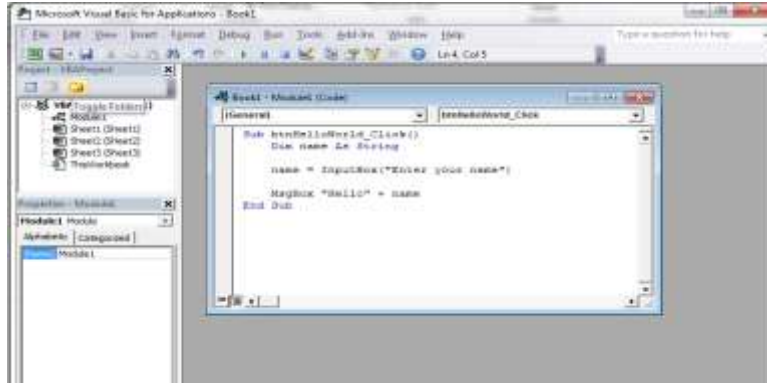 Microsoft Visual Basic for Applications - Book1
File Edit View Insert Format Debug Run Tools Add-Ins Window Help
Type a question for help
Ln 4, Col 5
Project - VBAProject
Toggle Folders
Module1
Sheet1 (Sheet1)
Sheet2 (Sheet2)
Sheet3 (Sheet3)
ThisWorkbook
Properties - Module1
Module1 Module
Alphabetic Categorized
Module1
Book1 - Module1 (Code)
(General)
btnHelloWorld_Click
Sub btnHelloWorld_Click()
Dim name As String
name = InputBox("Enter your name")
MsgBox "Hello" + name
End Sub